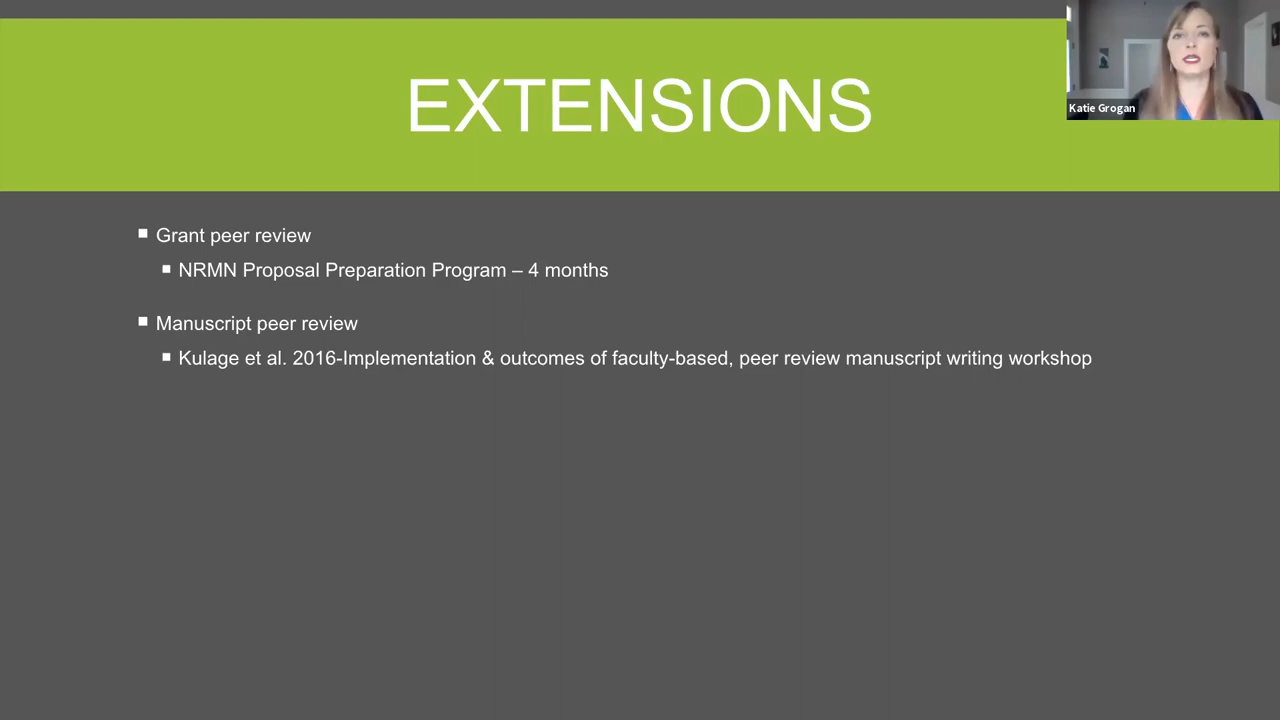 EXTENSIONS
Katie Grogan
Grant peer review
NRMN Proposal Preparation Program – 4 months
Manuscript peer review
Kulage et al. 2016-Implementation & outcomes of faculty-based, peer review manuscript writing workshop